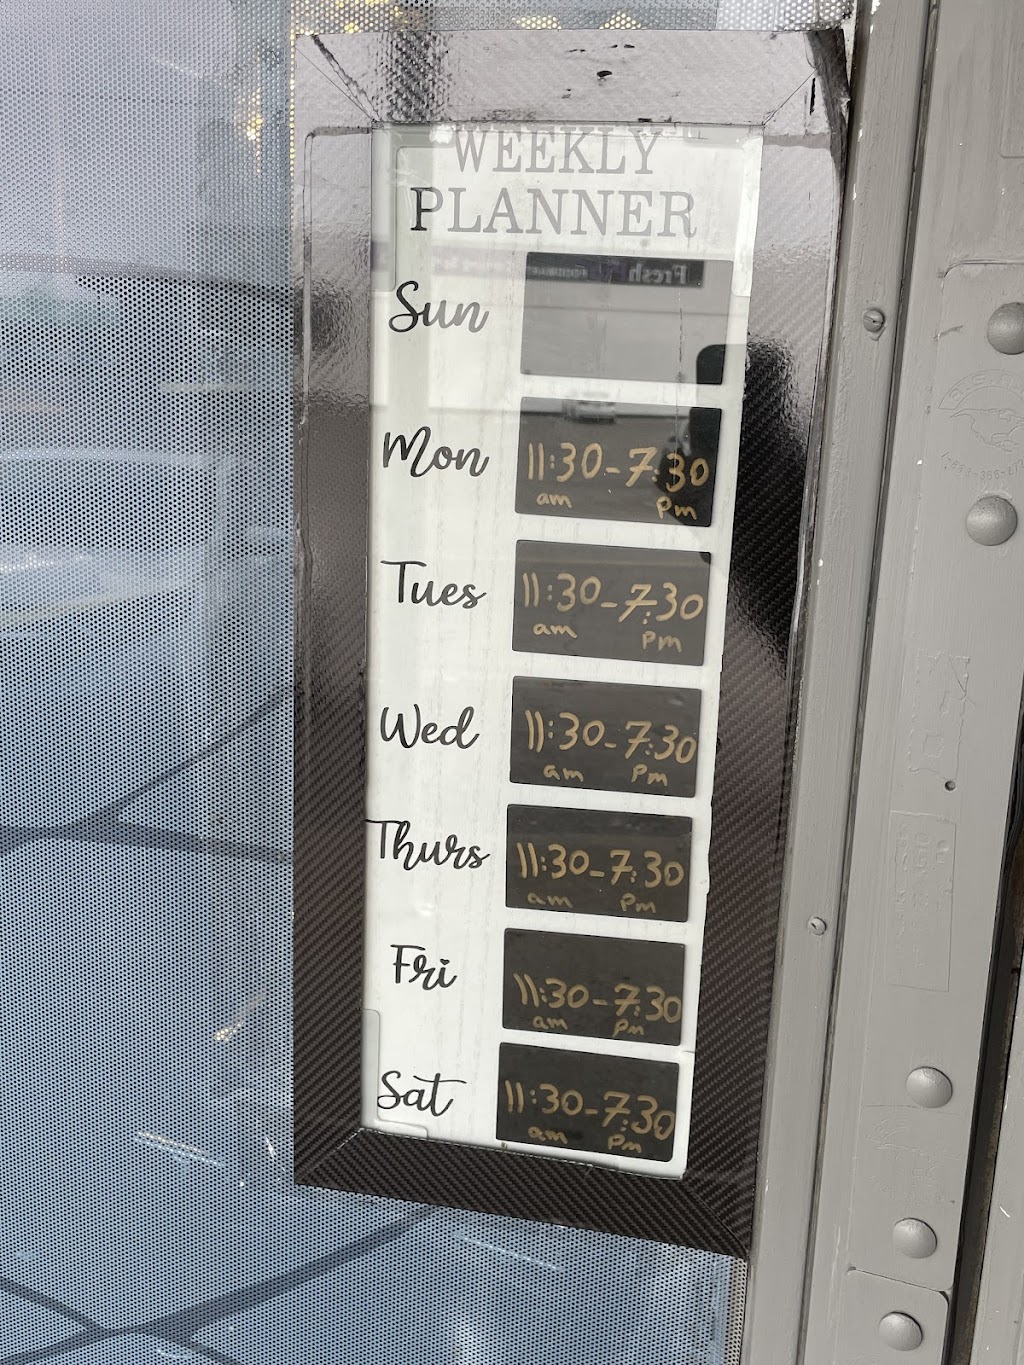 WEEKLY
PLANNER
Sun
Fresh
Mon 11:30-7:30
am pm
Tues 11:30-7:30
am pm
Wed 11:30-7:30
am pm
Thurs 11:30-7:30
am pm
Fri 11:30-7:30
am pm
Sat 11:30-7:30
am pm